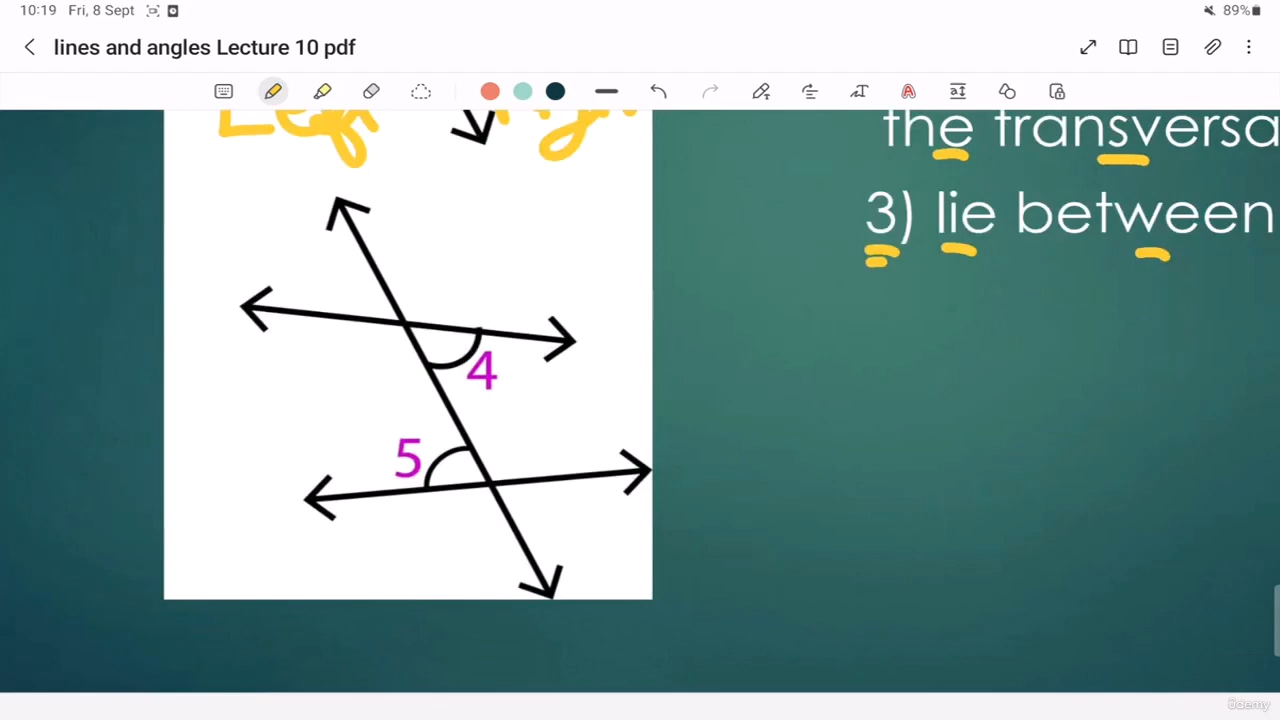 10:19 Fri, 8 Sept 89%
lines and angles Lecture 10 pdf
the transversa
3) lie between
4
5
ûdemy